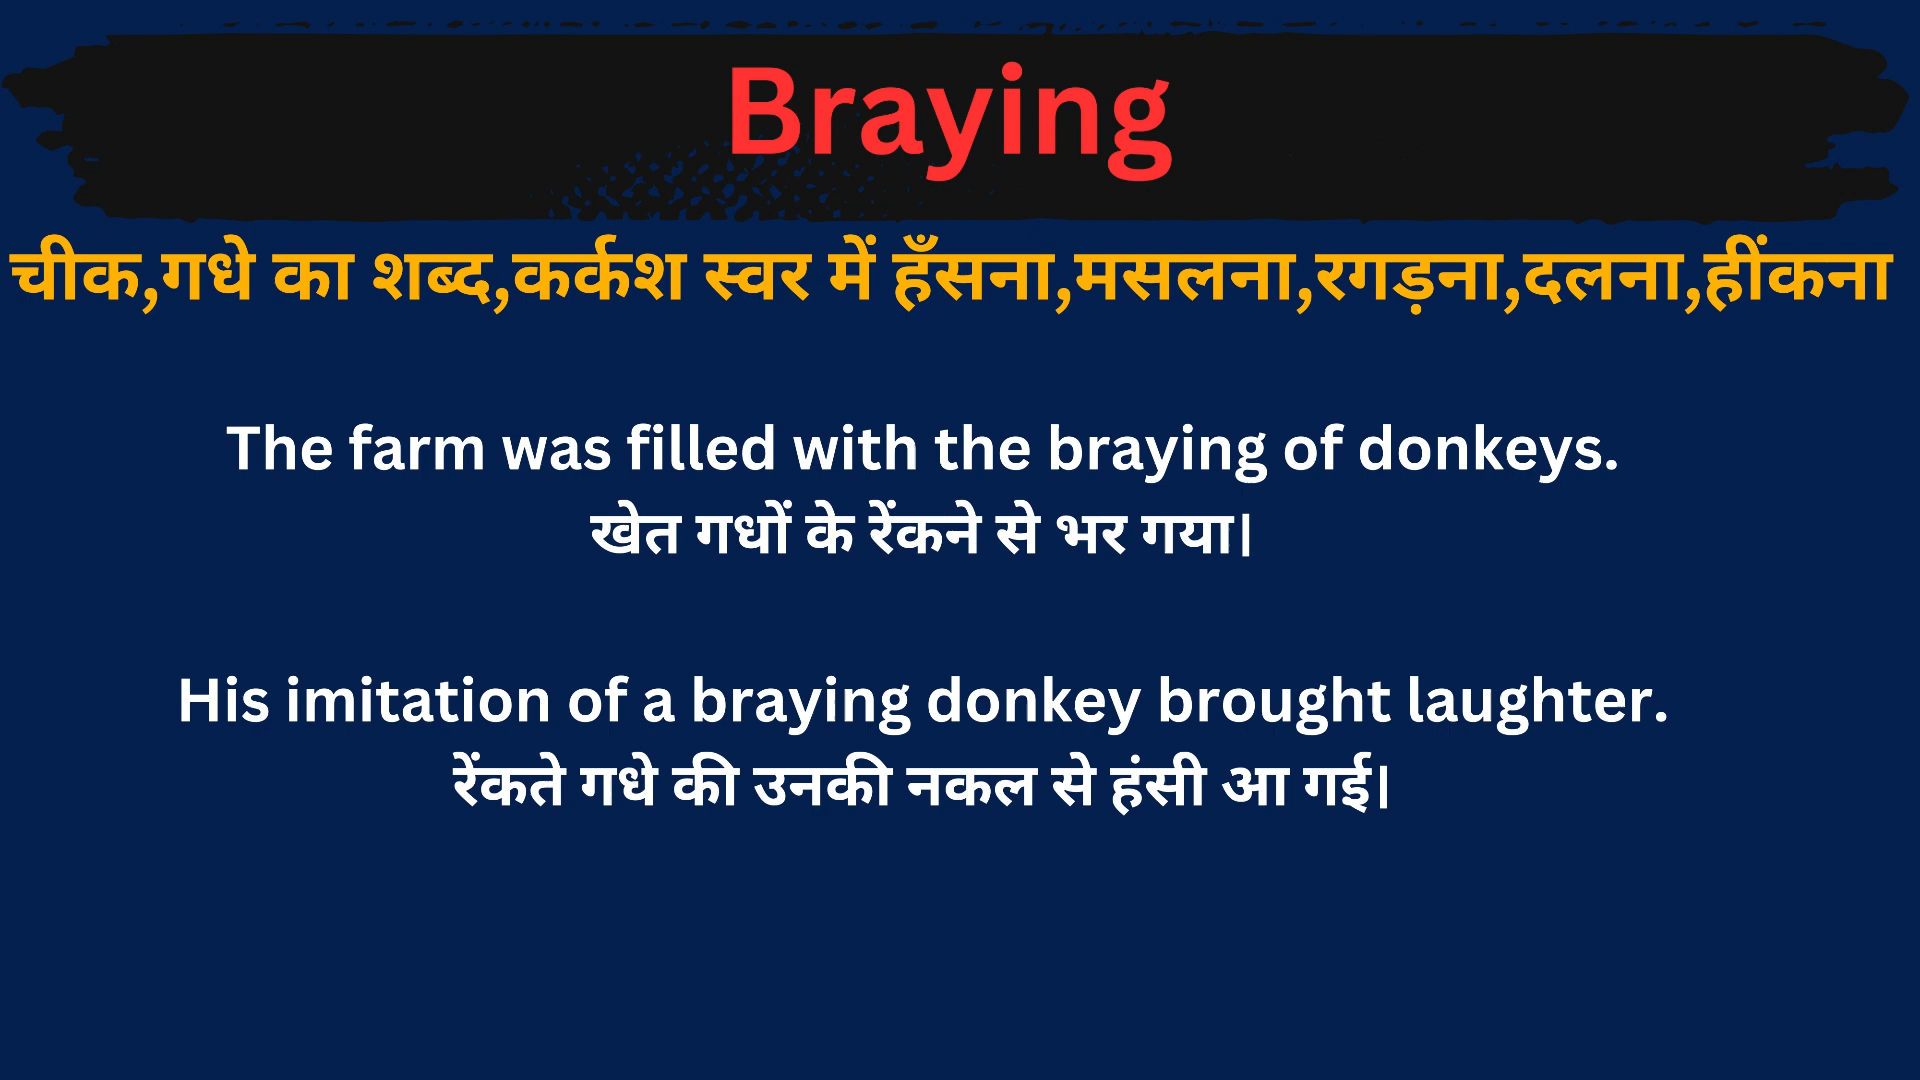 Braying
चीक,गधे का शब्द,कर्कश स्वर में हँसना,मसलना,रगड़ना,दलना,हींकना
The farm was filled with the braying of donkeys.
खेत गधों के रेंकने से भर गया।
His imitation of a braying donkey brought laughter.
रेंकते गधे की उनकी नकल से हंसी आ गई।